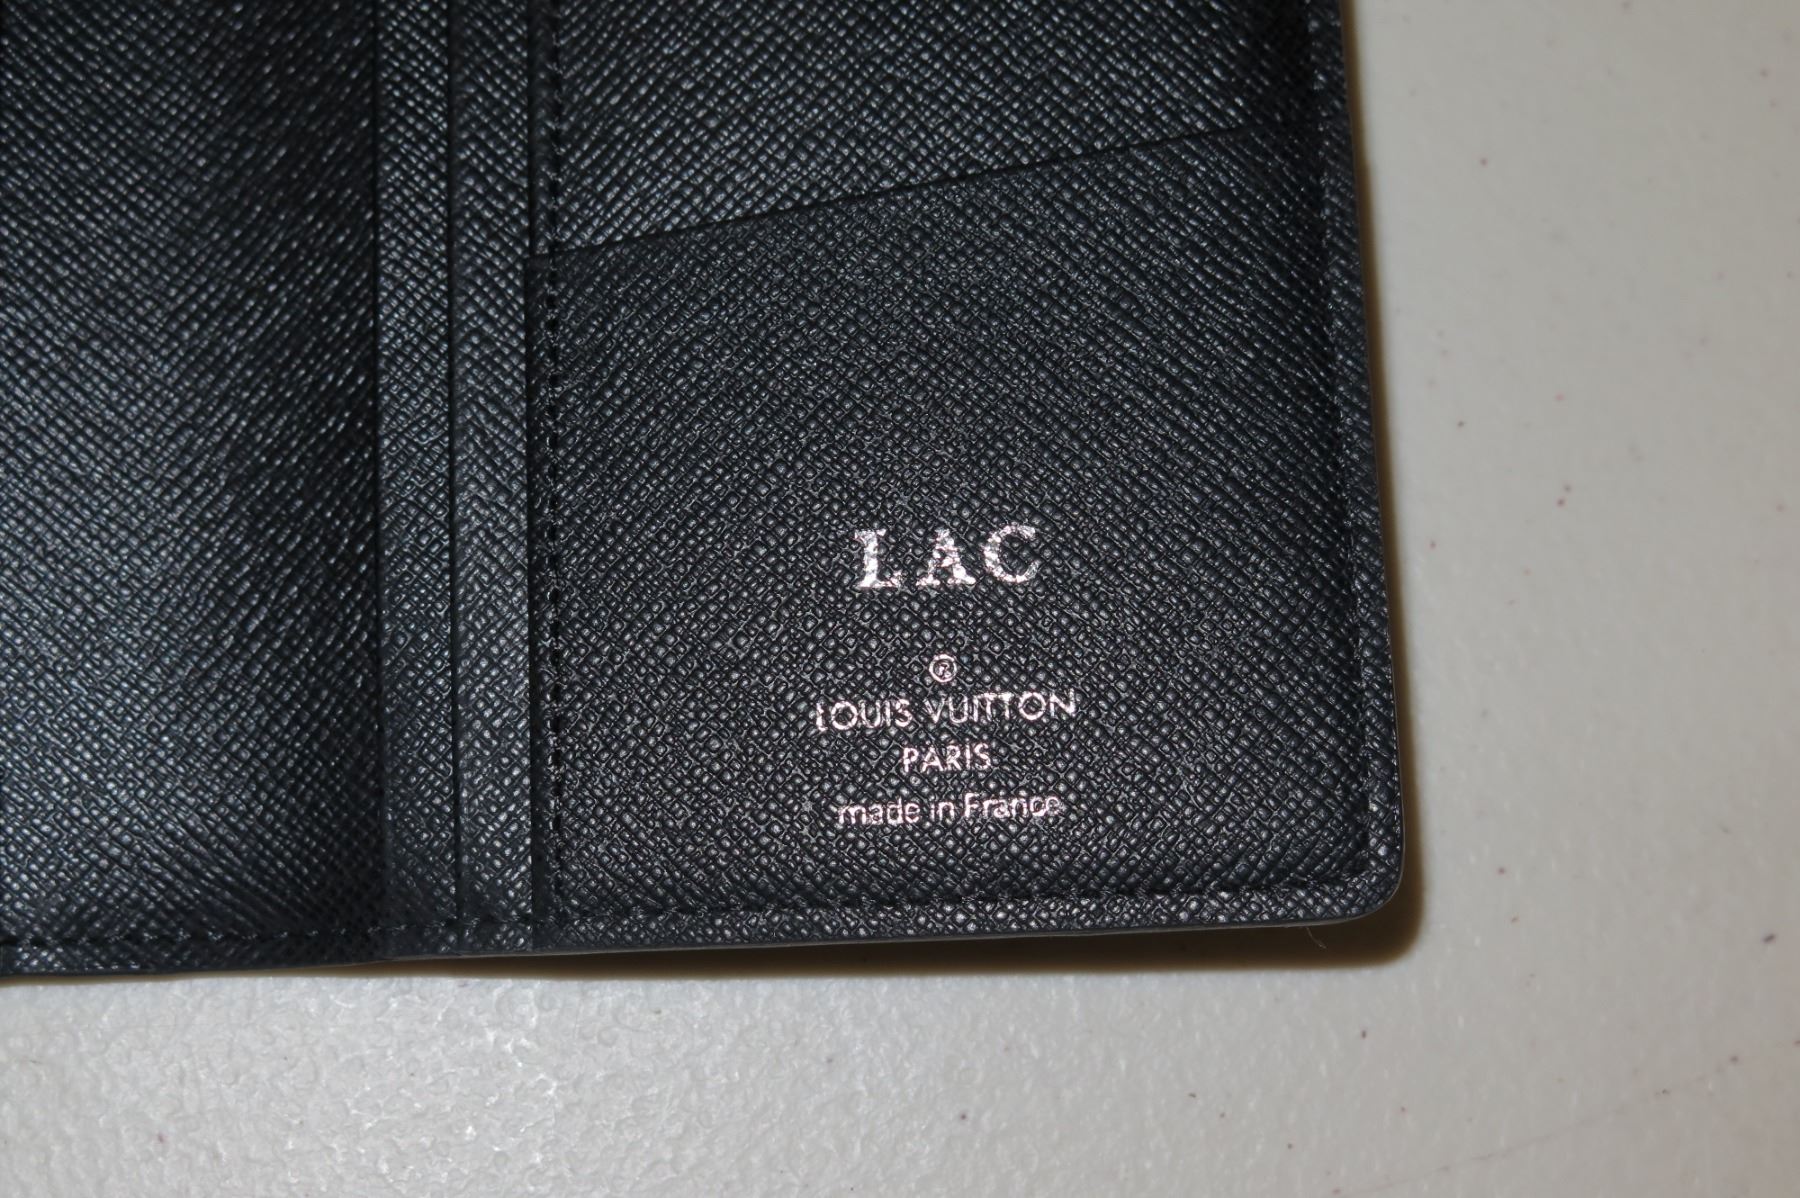 LAC
®
LOUIS VUITTON
PARIS
made in France